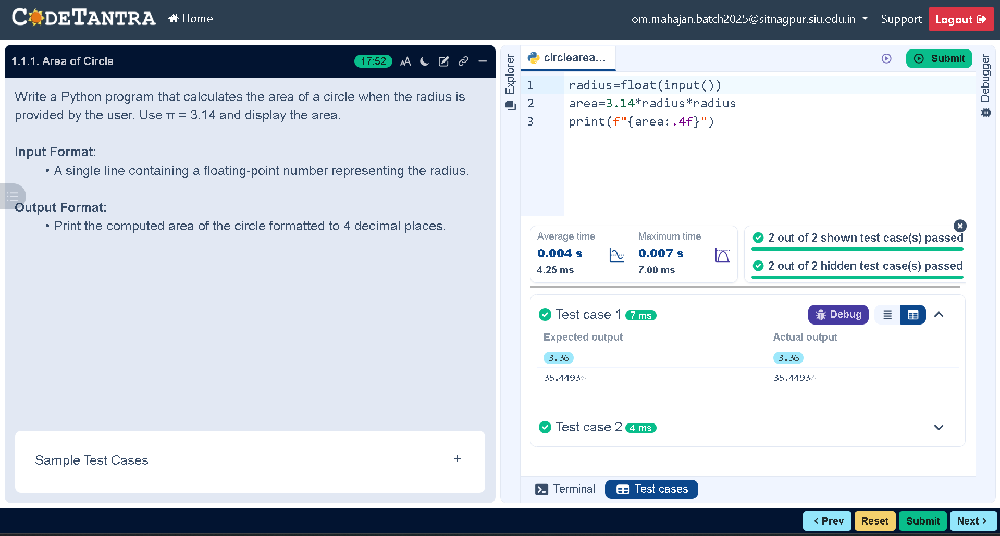 CODETANTRA
Home
om.mahajan.batch2025@sitnagpur.siu.edu.in
Support
Logout
1.1.1. Area of Circle
17:52
AA
Write a Python program that calculates the area of a circle when the radius is
provided by the user. Use π = 3.14 and display the area.
Input Format:
• A single line containing a floating-point number representing the radius.
Output Format:
• Print the computed area of the circle formatted to 4 decimal places.
Sample Test Cases
+
Explorer
circlearea...
Submit
Debugger
1 radius=float(input())
2 area=3.14*radius*radius
3 print(f"{area:.4f}")
Average time
0.004 s
4.25 ms
Maximum time
0.007 s
7.00 ms
2 out of 2 shown test case(s) passed
2 out of 2 hidden test case(s) passed
Test case 1 7 ms
Debug
Expected output Actual output
3.36 3.36
35.4493⏎ 35.4493⏎
Test case 2 4 ms
Terminal
Test cases
< Prev
Reset
Submit
Next >